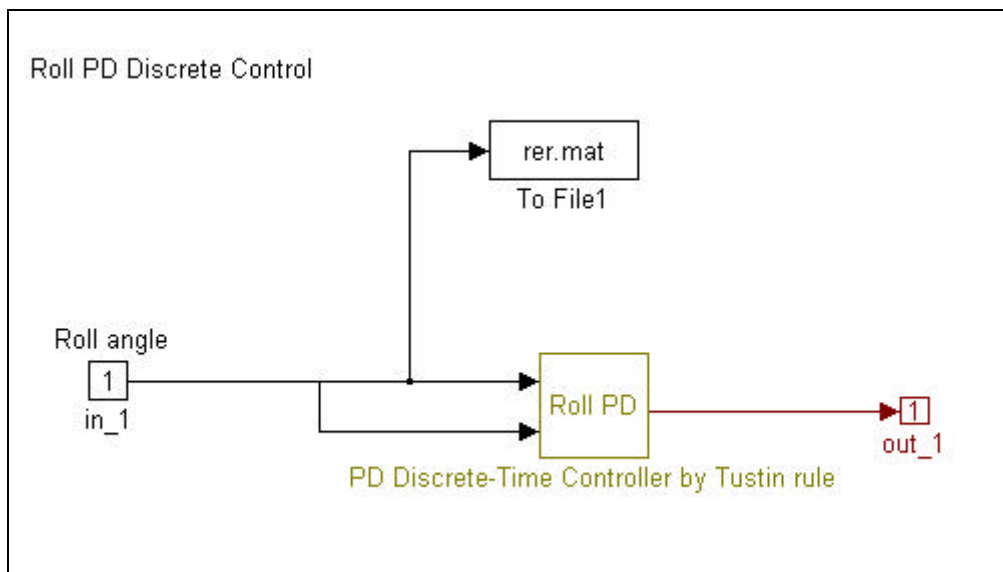 Roll PD Discrete Control
rer.mat
To File1
Roll angle
1
in_1
Roll PD
1
out_1
PD Discrete-Time Controller by Tustin rule